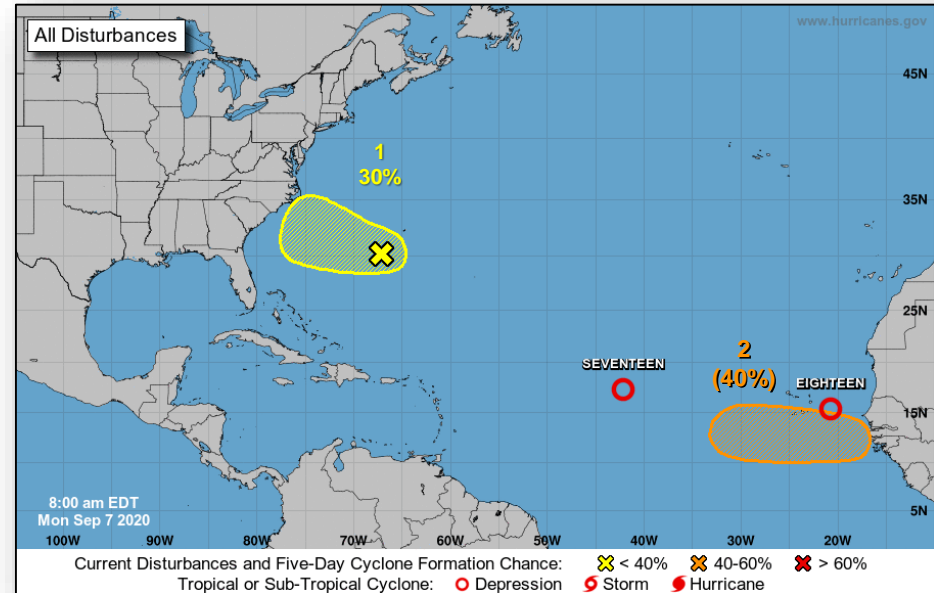 All Disturbances
www.hurricanes.gov
45N
1
30%
35N
25N
2
SEVENTEEN
(40%)
EIGHTEEN
15N
8:00 am EDT
Mon Sep 7 2020
5N
100W 90W 80W 70W 60W 50W 40W 30W 20W
Current Disturbances and Five-Day Cyclone Formation Chance: < 40% 40-60% > 60%
Tropical or Sub-Tropical Cyclone: Depression Storm Hurricane